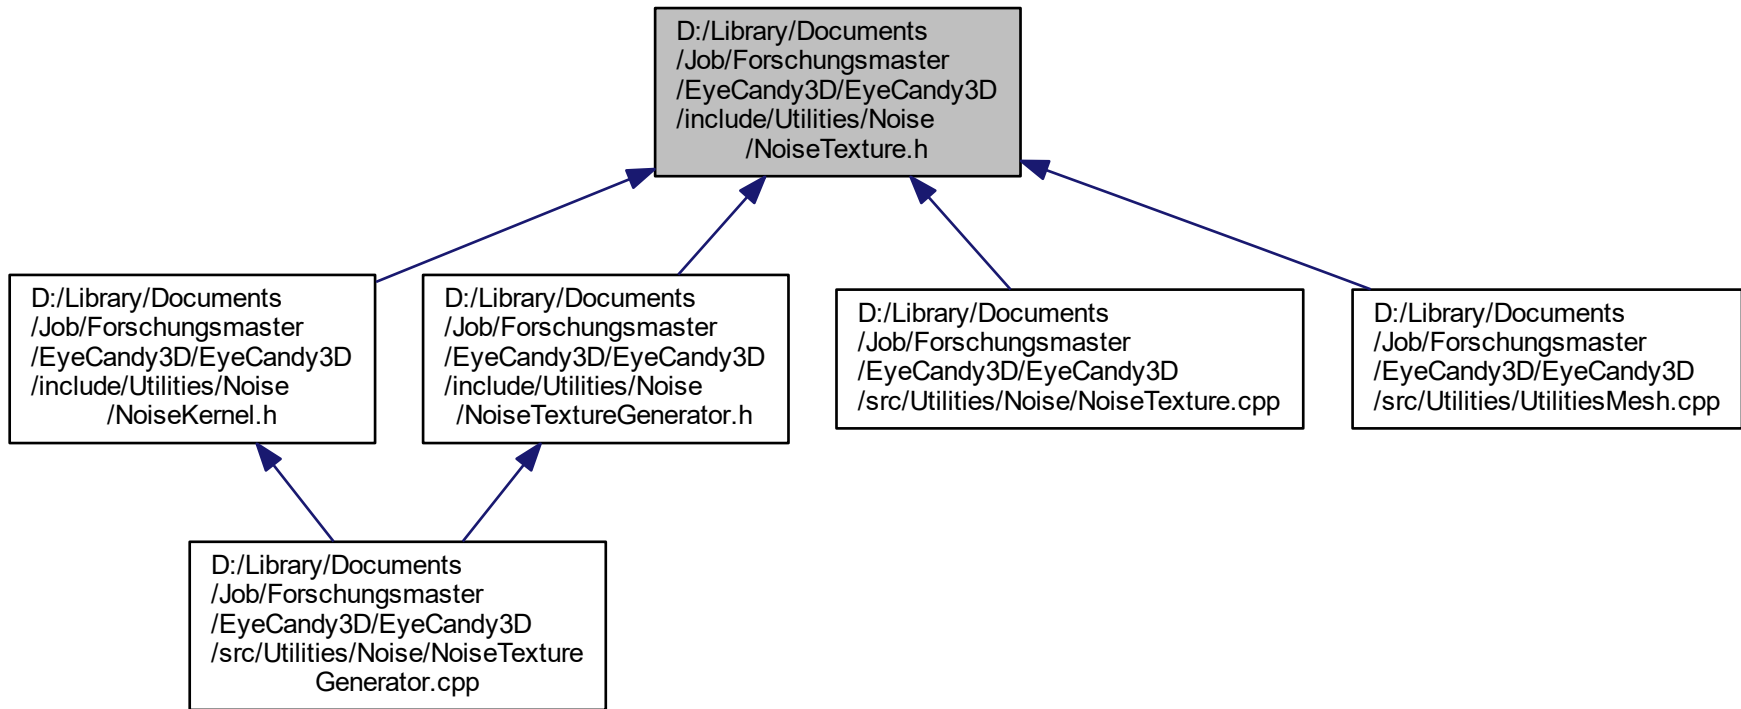 D:/Library/Documents
/Job/Forschungsmaster
/EyeCandy3D/EyeCandy3D
/include/Utilities/Noise
/NoiseTexture.h
D:/Library/Documents
/Job/Forschungsmaster
/EyeCandy3D/EyeCandy3D
/include/Utilities/Noise
/NoiseKernel.h
D:/Library/Documents
/Job/Forschungsmaster
/EyeCandy3D/EyeCandy3D
/include/Utilities/Noise
/NoiseTextureGenerator.h
D:/Library/Documents
/Job/Forschungsmaster
/EyeCandy3D/EyeCandy3D
/src/Utilities/Noise/NoiseTexture.cpp
D:/Library/Documents
/Job/Forschungsmaster
/EyeCandy3D/EyeCandy3D
/src/Utilities/UtilitiesMesh.cpp
D:/Library/Documents
/Job/Forschungsmaster
/EyeCandy3D/EyeCandy3D
/src/Utilities/Noise/NoiseTexture
Generator.cpp